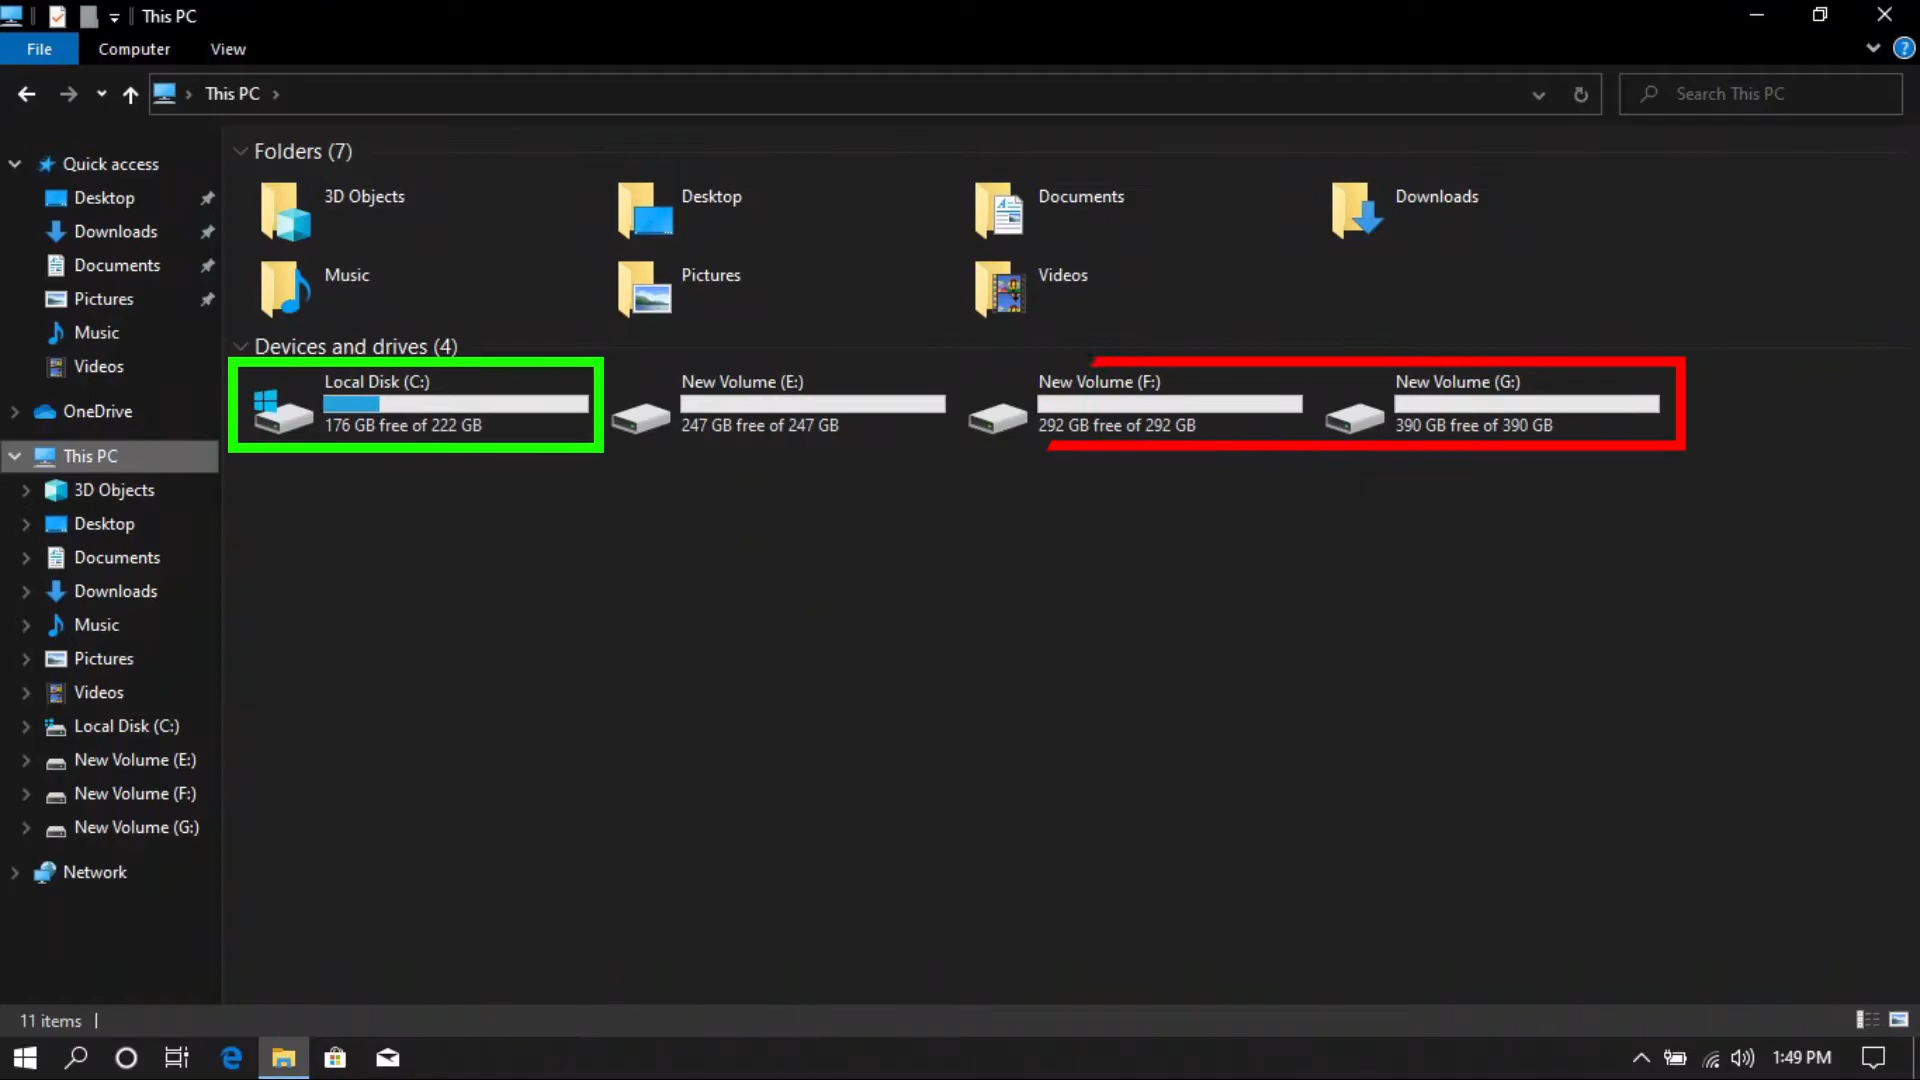 This PC
File Computer View
This PC
Search This PC
Quick access
Desktop
Downloads
Documents
Pictures
Music
Videos
OneDrive
This PC
3D Objects
Desktop
Documents
Downloads
Music
Pictures
Videos
Local Disk (C:)
New Volume (E:)
New Volume (F:)
New Volume (G:)
Network
Folders (7)
3D Objects
Desktop
Documents
Downloads
Music
Pictures
Videos
Devices and drives (4)
Local Disk (C:)
176 GB free of 222 GB
New Volume (E:)
247 GB free of 247 GB
New Volume (F:)
292 GB free of 292 GB
New Volume (G:)
390 GB free of 390 GB
11 items
1:49 PM